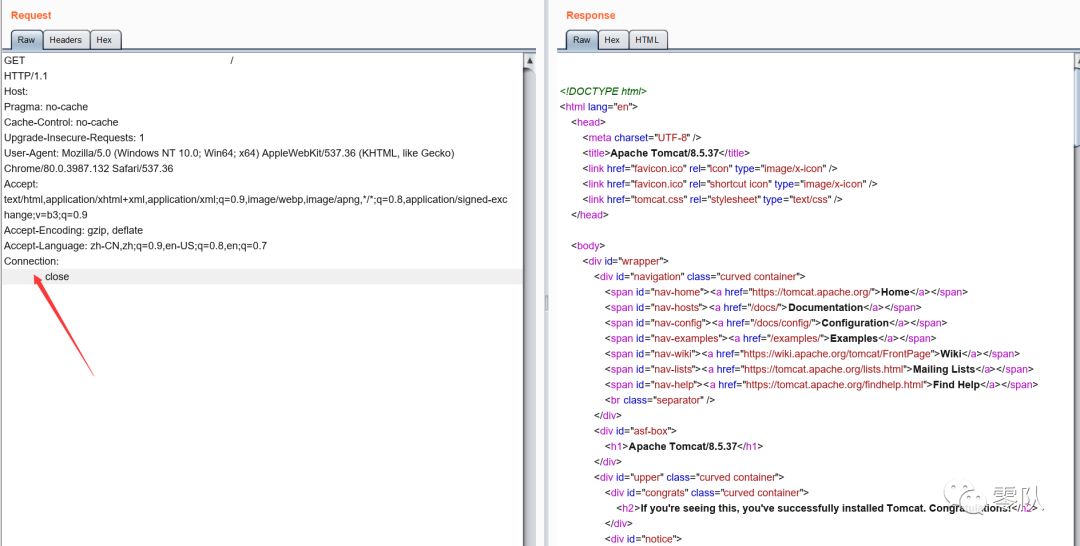 Request
Raw Headers Hex
GET /
HTTP/1.1
Host:
Pragma: no-cache
Cache-Control: no-cache
Upgrade-Insecure-Requests: 1
User-Agent: Mozilla/5.0 (Windows NT 10.0; Win64; x64) AppleWebKit/537.36 (KHTML, like Gecko)
Chrome/80.0.3987.132 Safari/537.36
Accept:
text/html,application/xhtml+xml,application/xml;q=0.9,image/webp,image/apng,*/*;q=0.8,application/signed-exc
hange;v=b3;q=0.9
Accept-Encoding: gzip, deflate
Accept-Language: zh-CN,zh;q=0.9,en-US;q=0.8,en;q=0.7
Connection:
close
Response
Raw Hex HTML
<!DOCTYPE html>
<html lang="en">
<head>
<meta charset="UTF-8" />
<title>Apache Tomcat/8.5.37</title>
<link href="favicon.ico" rel="icon" type="image/x-icon" />
<link href="favicon.ico" rel="shortcut icon" type="image/x-icon" />
<link href="tomcat.css" rel="stylesheet" type="text/css" />
</head>
<body>
<div id="wrapper">
<div id="navigation" class="curved container">
<span id="nav-home"><a href="https://tomcat.apache.org/">Home</a></span>
<span id="nav-hosts"><a href="/docs/">Documentation</a></span>
<span id="nav-config"><a href="/docs/config/">Configuration</a></span>
<span id="nav-examples"><a href="/examples/">Examples</a></span>
<span id="nav-wiki"><a href="https://wiki.apache.org/tomcat/FrontPage">Wiki</a></span>
<span id="nav-lists"><a href="https://tomcat.apache.org/lists.html">Mailing Lists</a></span>
<span id="nav-help"><a href="https://tomcat.apache.org/findhelp.html">Find Help</a></span>
<br class="separator" />
</div>
<div id="asf-box">
<h1>Apache Tomcat/8.5.37</h1>
</div>
<div id="upper" class="curved container">
<div id="congrats" class="curved container">
<h2>If you're seeing this, you've successfully installed Tomcat. Congratulations!</h2>
</div>
<div id="notice">
零队